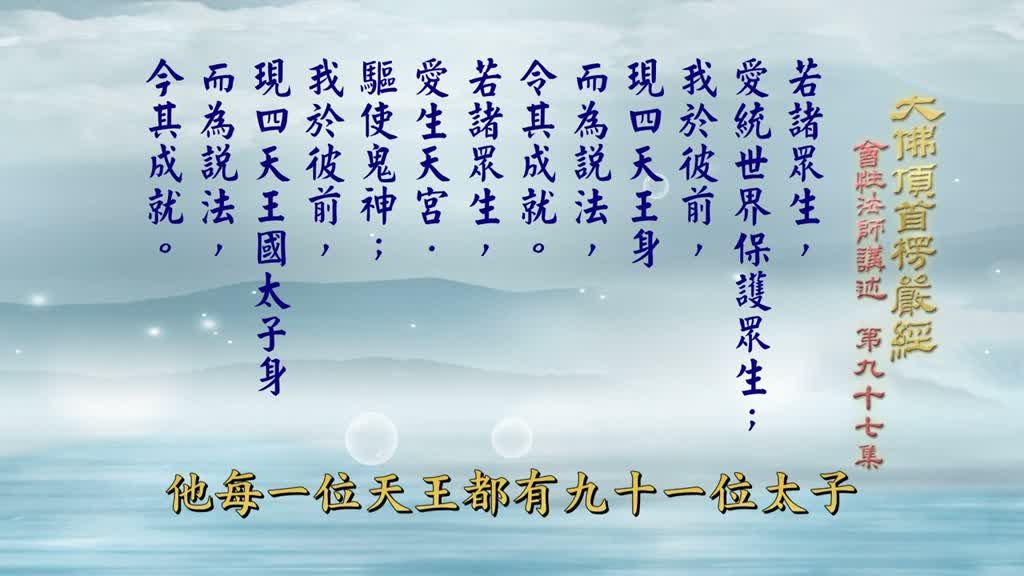 大佛頂首楞嚴經
會性法師講述 第九十七集
若諸眾生，
愛統世界保護眾生；
我於彼前，
現四天王身
而為説法，
令其成就。
若諸眾生，
愛生天宮．
驅使鬼神；
我於彼前，
現四天王國太子身
而為説法，
令其成就。
他每一位天王都有九十一位太子